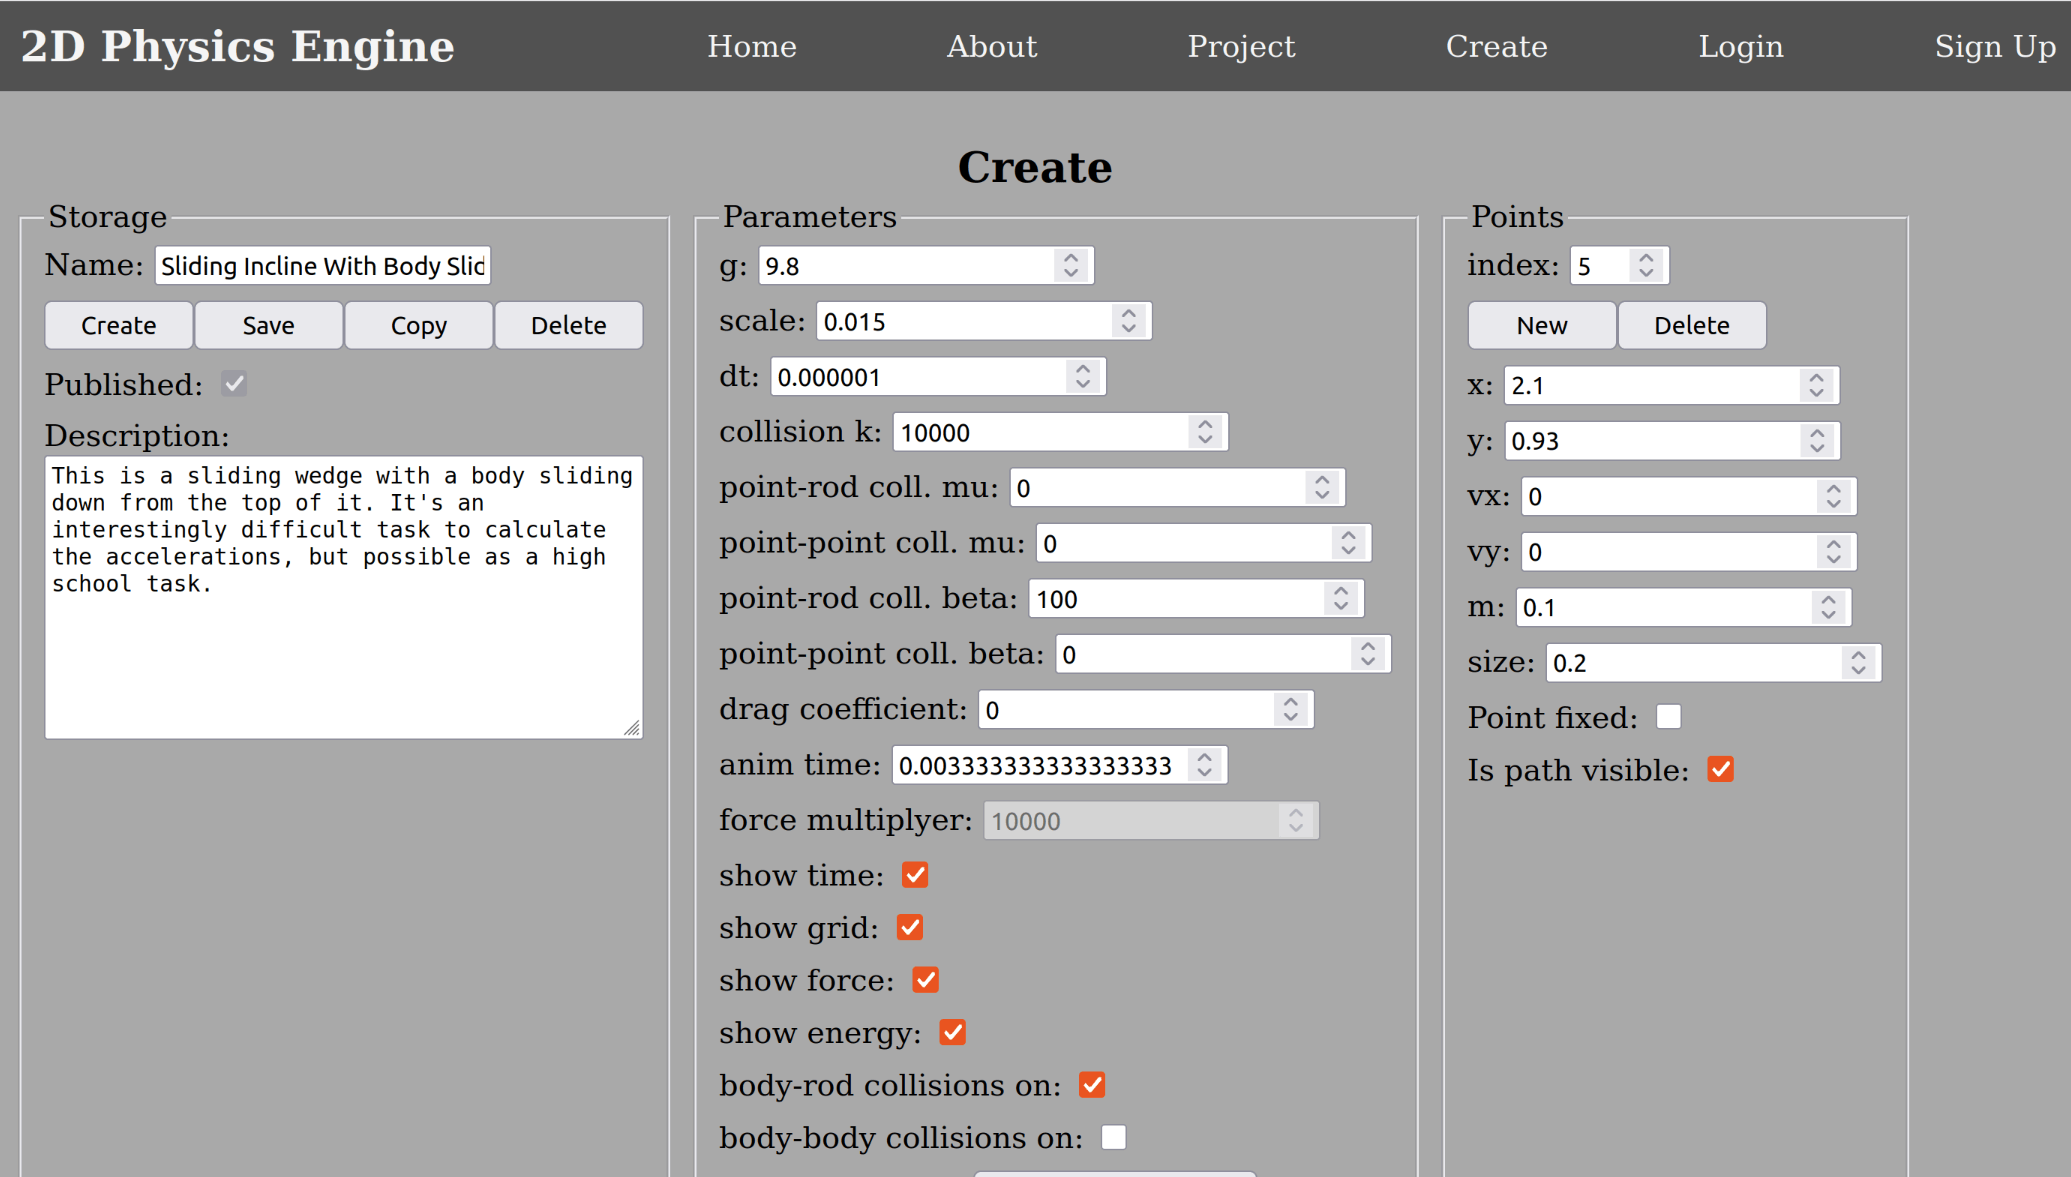 2D Physics Engine Home About Project Create Login Sign Up
Create
Storage
Name: Sliding Incline With Body Slid
Create Save Copy Delete
Published:
Description:
This is a sliding wedge with a body sliding
down from the top of it. It's an
interestingly difficult task to calculate
the accelerations, but possible as a high
school task.
Parameters
g: 9.8
scale: 0.015
dt: 0.000001
collision k: 10000
point-rod coll. mu: 0
point-point coll. mu: 0
point-rod coll. beta: 100
point-point coll. beta: 0
drag coefficient: 0
anim time: 0.003333333333333333
force multiplyer: 10000
show time:
show grid:
show force:
show energy:
body-rod collisions on:
body-body collisions on:
Points
index: 5
New Delete
x: 2.1
y: 0.93
vx: 0
vy: 0
m: 0.1
size: 0.2
Point fixed:
Is path visible: